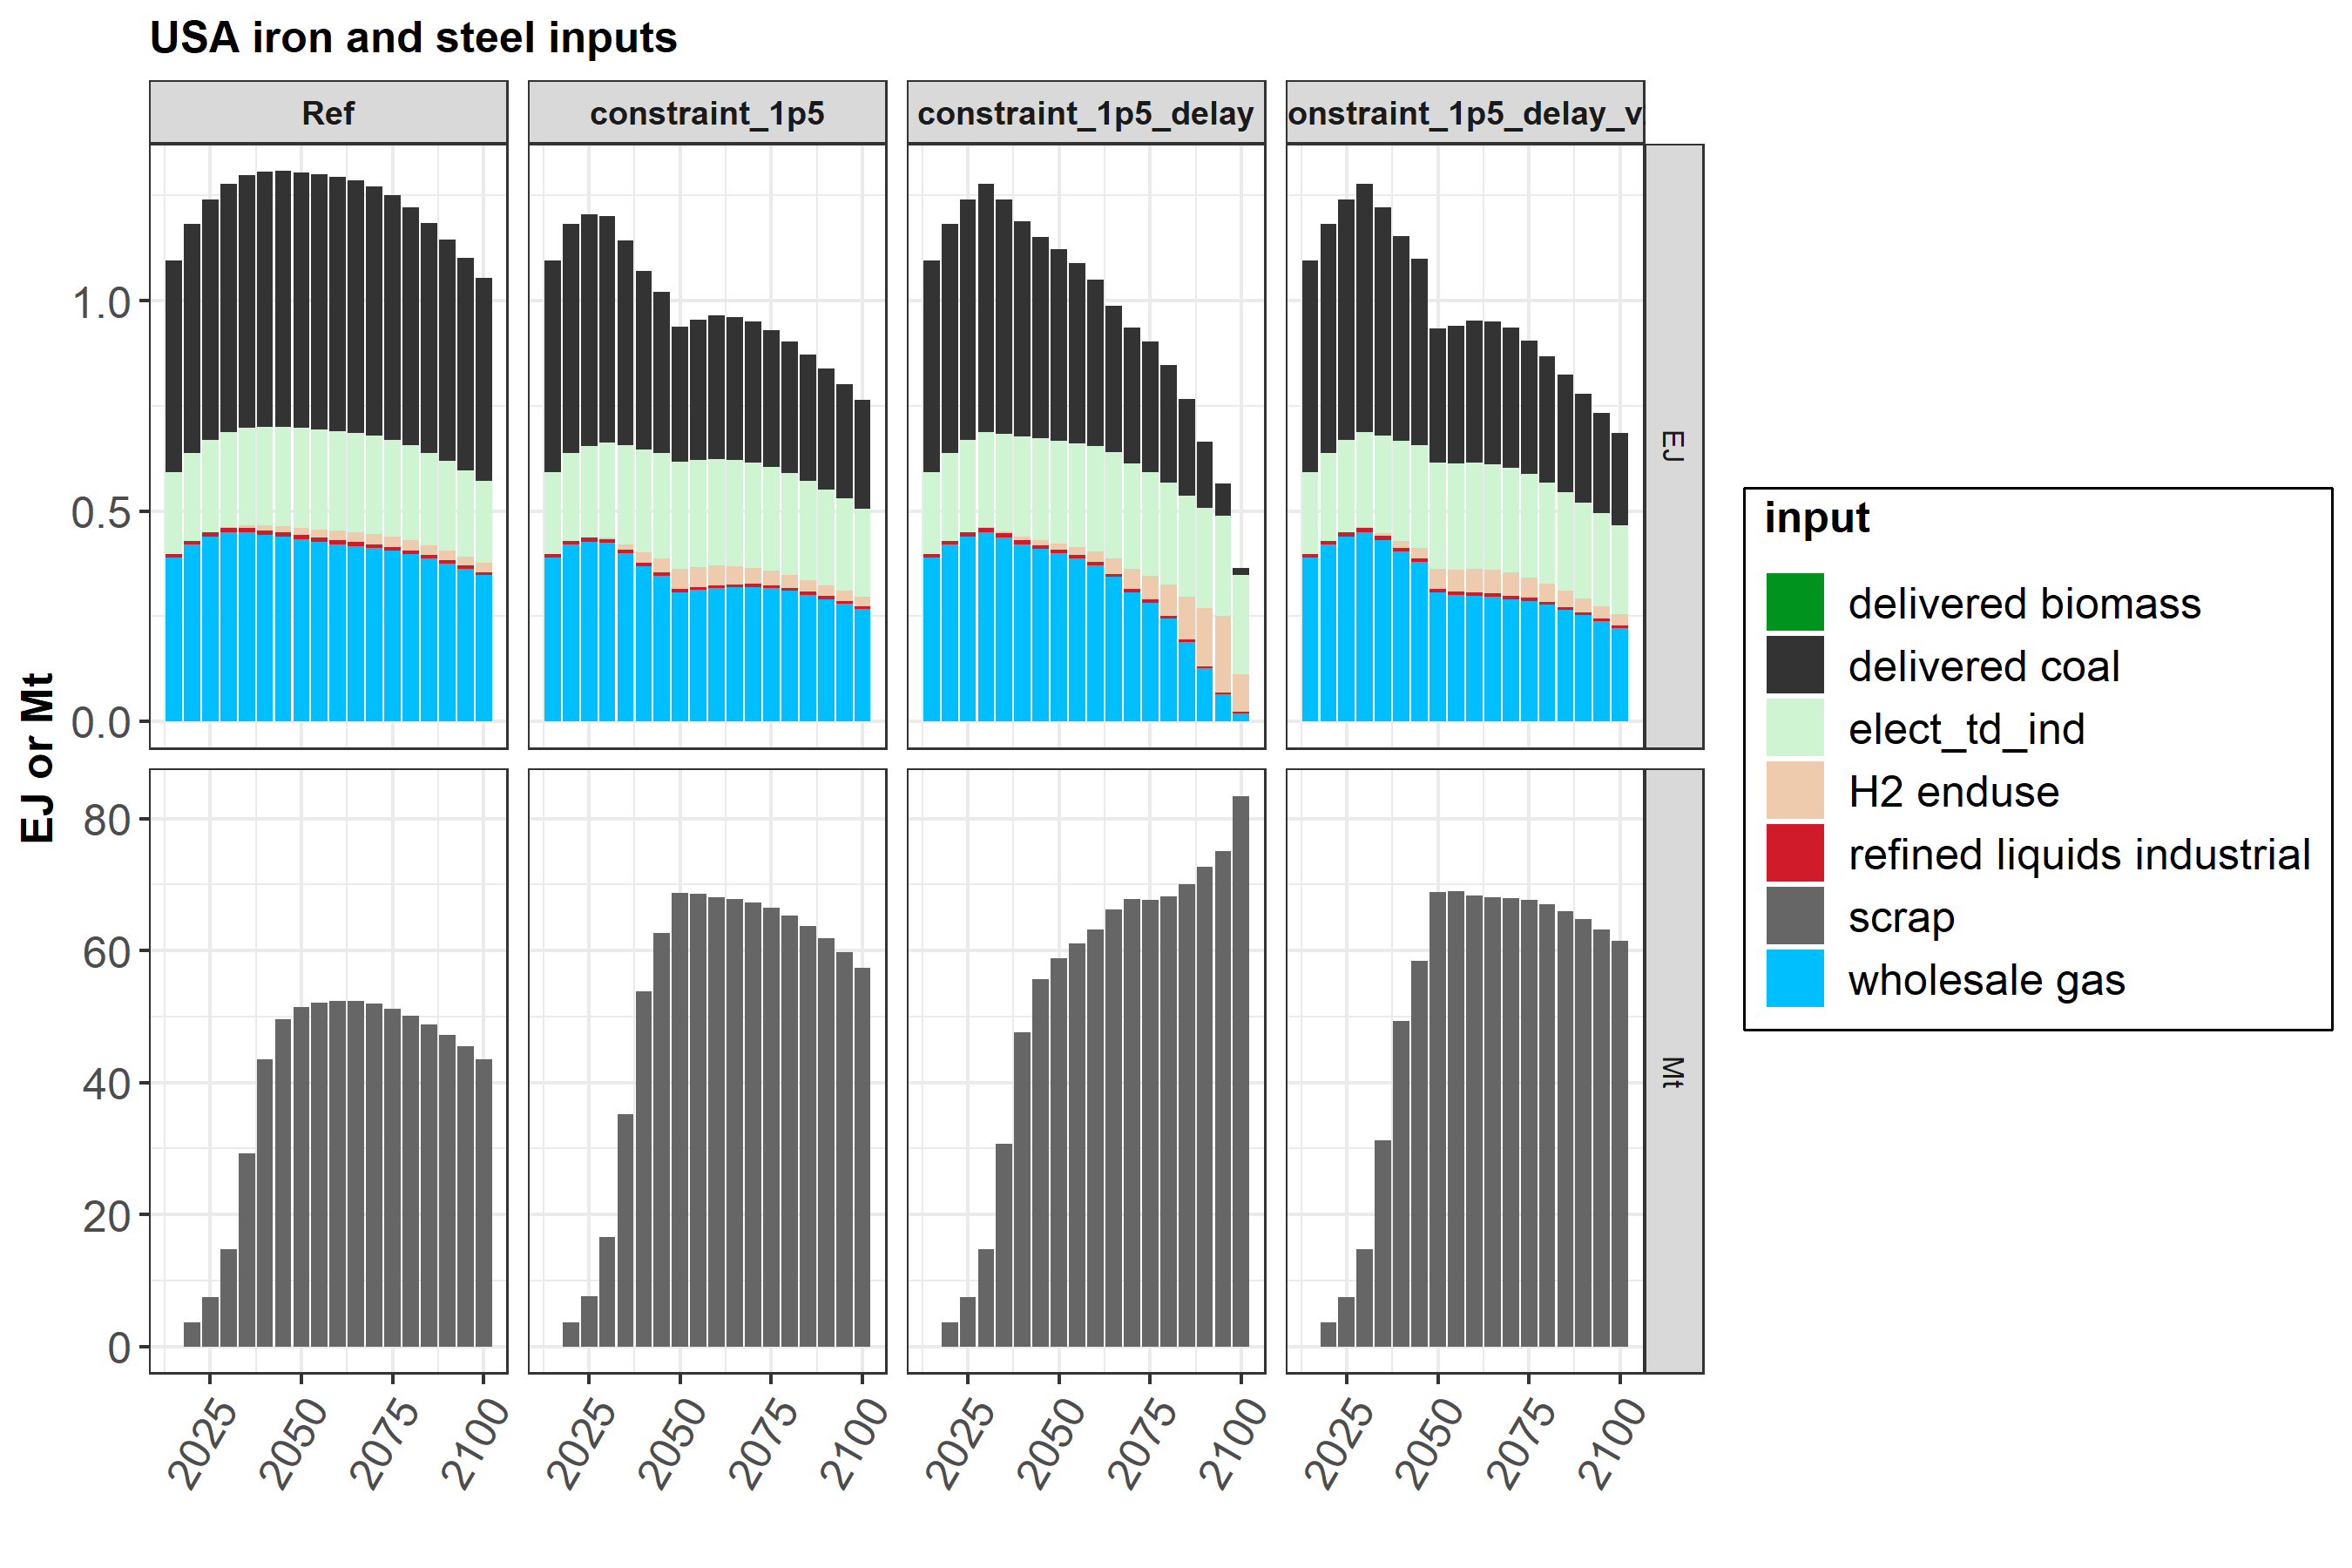 USA iron and steel inputs
Ref
constraint_1p5
constraint_1p5_delay
onstraint_1p5_delay_v
EJ or Mt
1.0
0.5
0.0
EJ
80
60
40
20
0
Mt
2025
2050
2075
2100
2025
2050
2075
2100
2025
2050
2075
2100
2025
2050
2075
2100
input
delivered biomass
delivered coal
elect_td_ind
H2 enduse
refined liquids industrial
scrap
wholesale gas